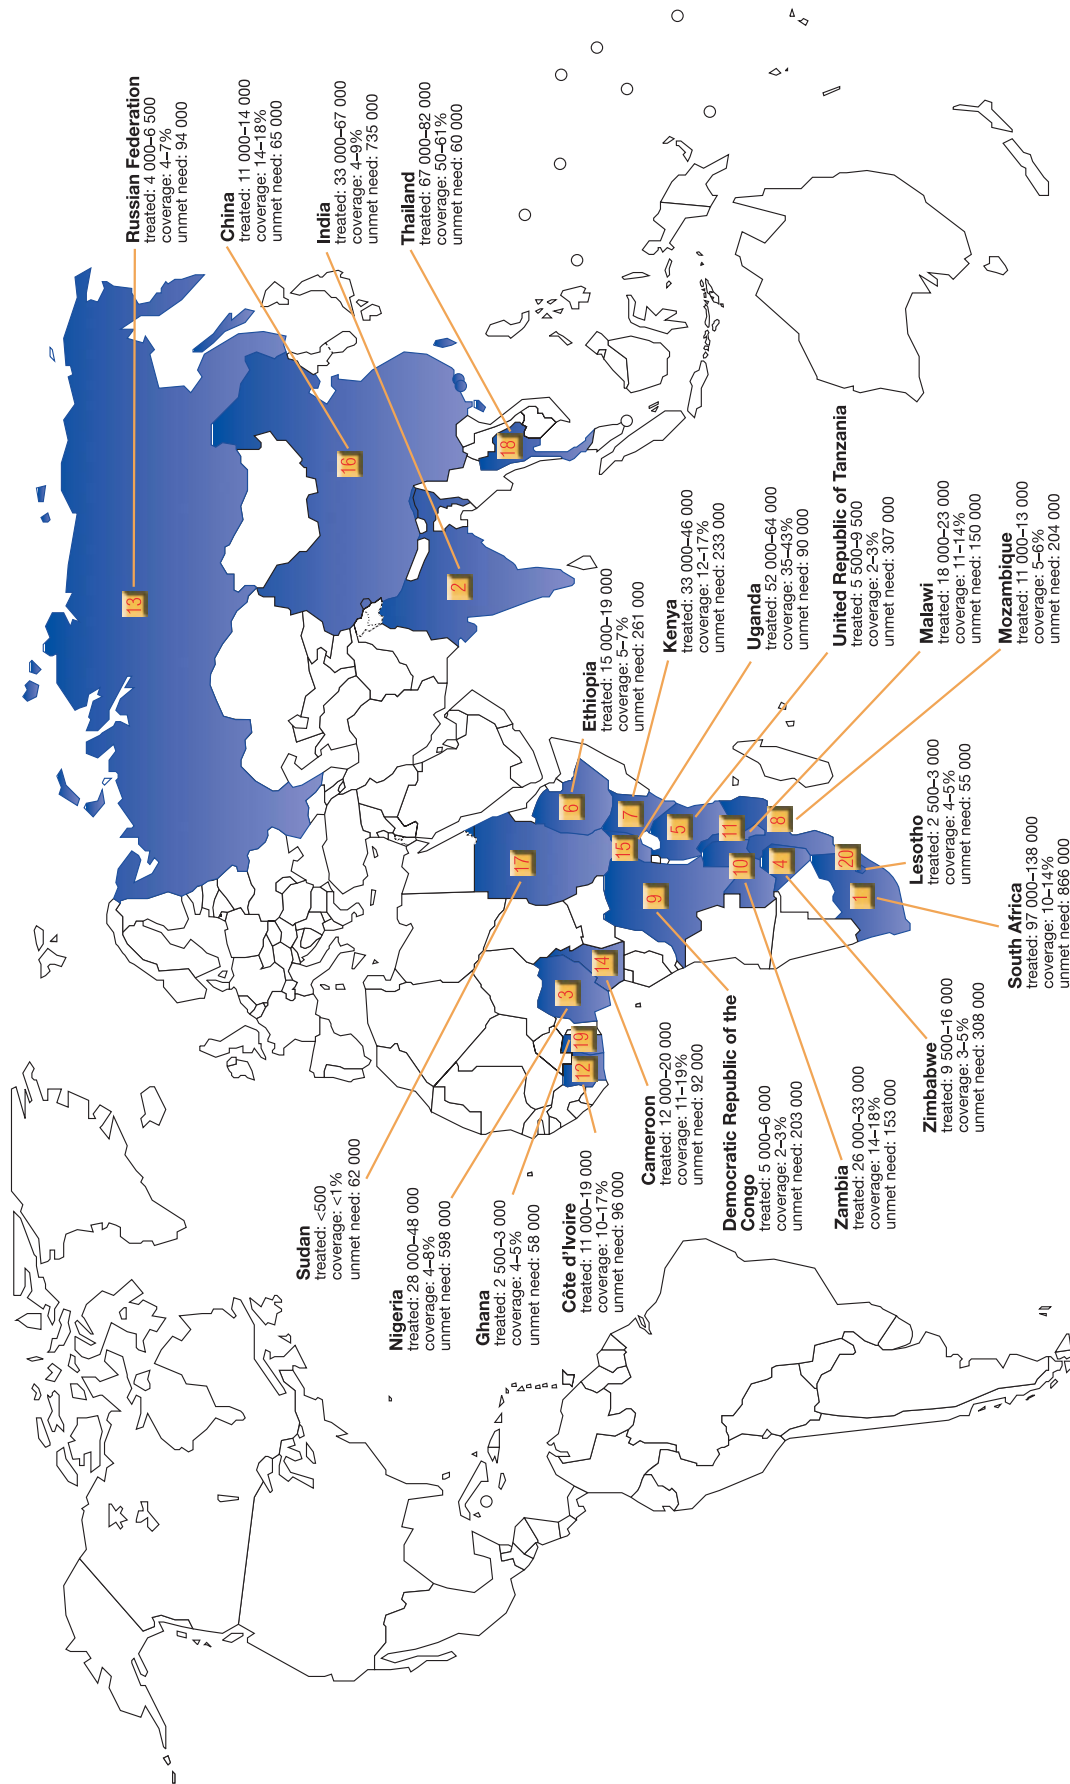 Russian Federation
treated: 4 000–6 500
coverage: 4–7%
unmet need: 94 000
China
treated: 11 000–14 000
coverage: 14–18%
unmet need: 65 000
India
treated: 33 000–67 000
coverage: 4–9%
unmet need: 735 000
Thailand
treated: 67 000–82 000
coverage: 50–61%
unmet need: 60 000
Ethiopia
treated: 15 000–19 000
coverage: 5–7%
unmet need: 261 000
Kenya
treated: 33 000–46 000
coverage: 12–17%
unmet need: 233 000
Uganda
treated: 52 000–64 000
coverage: 35–43%
unmet need: 90 000
United Republic of Tanzania
treated: 5 500–9 500
coverage: 2–3%
unmet need: 307 000
Malawi
treated: 18 000–23 000
coverage: 11–14%
unmet need: 150 000
Mozambique
treated: 11 000–13 000
coverage: 5–6%
unmet need: 204 000
Lesotho
treated: 2 500–3 000
coverage: 4–5%
unmet need: 55 000
South Africa
treated: 97 000–138 000
coverage: 10–14%
unmet need: 866 000
Zimbabwe
treated: 9 500–16 000
coverage: 3–5%
unmet need: 308 000
Zambia
treated: 26 000–33 000
coverage: 14–18%
unmet need: 153 000
Democratic Republic of the
Congo
treated: 5 000–6 000
coverage: 2–3%
unmet need: 203 000
Cameroon
treated: 12 000–20 000
coverage: 11–19%
unmet need: 92 000
Côte d'Ivoire
treated: 11 000–19 000
coverage: 10–17%
unmet need: 96 000
Ghana
treated: 2 500–3 000
coverage: 4–5%
unmet need: 58 000
Nigeria
treated: 28 000–48 000
coverage: 4–8%
unmet need: 598 000
Sudan
treated: <500
coverage: <1%
unmet need: 62 000
13
16
2
18
6
7
15
5
11
8
10
4
20
1
9
17
14
3
19
12